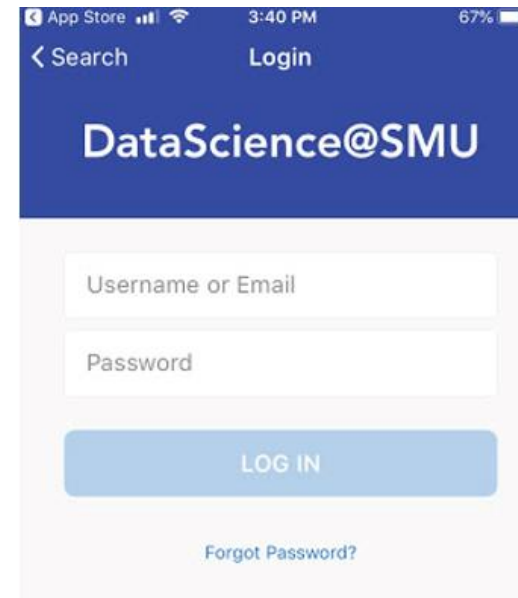 App Store 3:40 PM 67%
Search Login
DataScience@SMU
Username or Email
Password
LOG IN
Forgot Password?